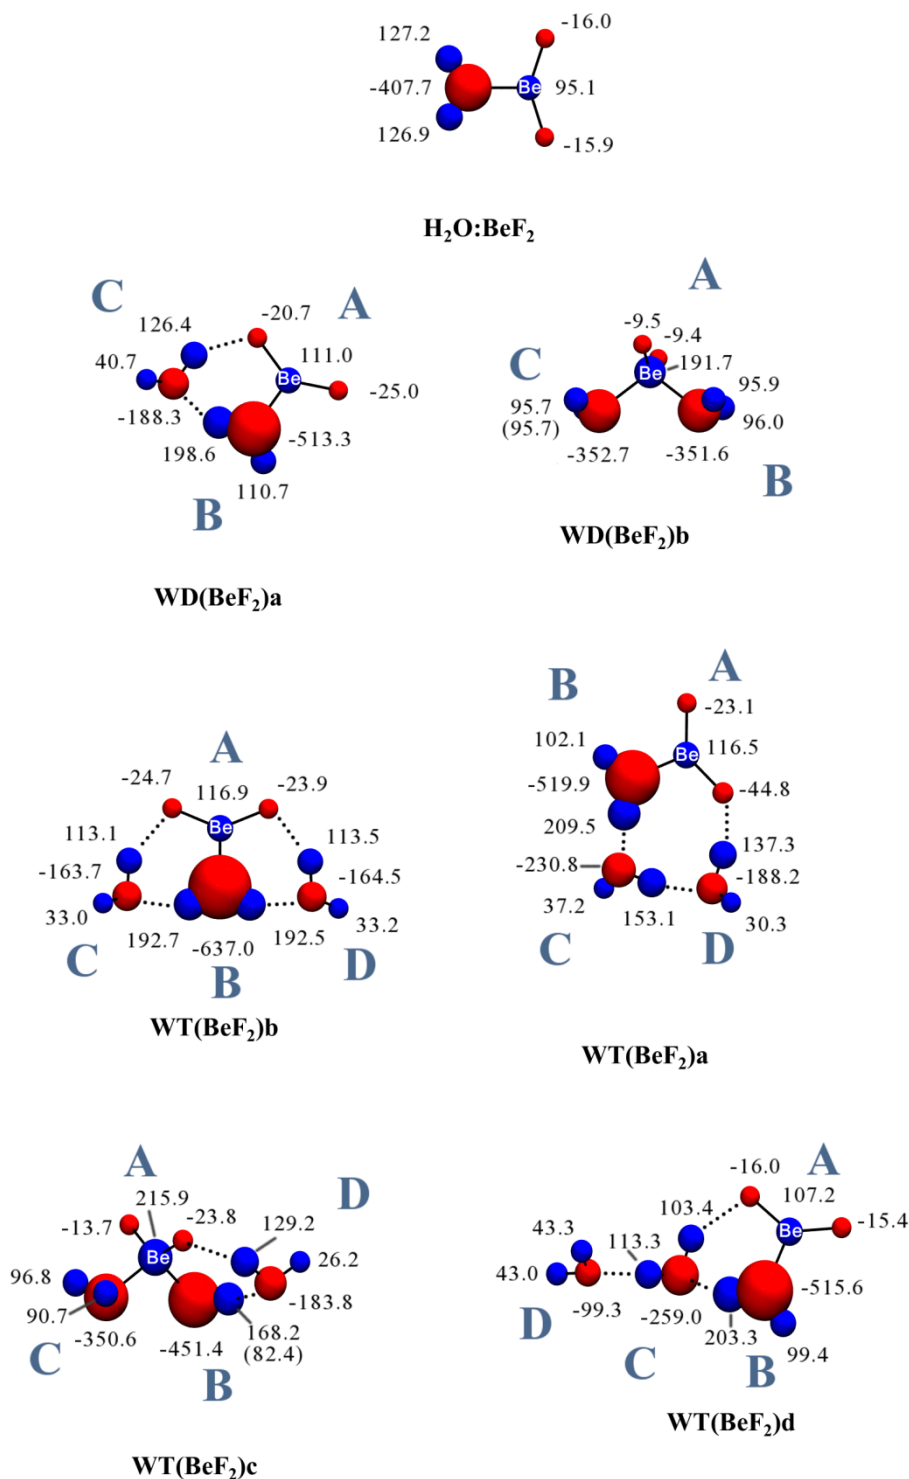 127.2
-16.0
-407.7
Be
95.1
126.9
-15.9
H2O:BeF2
C
-20.7
A
126.4
40.7
111.0
Be
-25.0
-188.3
-513.3
198.6
110.7
B
WD(BeF2)a
A
-9.5
-9.4
C
191.7
Be
95.9
95.7
(95.7)
96.0
-352.7
-351.6
B
WD(BeF2)b
A
-24.7
-23.9
116.9
Be
113.1
113.5
-163.7
-164.5
33.0
33.2
192.7
-637.0
192.5
C
B
D
WT(BeF2)b
B
A
-23.1
102.1
Be
116.5
-519.9
-44.8
209.5
137.3
-230.8
-188.2
37.2
153.1
30.3
C
D
WT(BeF2)a
A
215.9
D
-13.7
-23.8
129.2
Be
26.2
96.8
90.7
-183.8
-350.6
168.2
C
-451.4
(82.4)
B
WT(BeF2)c
-16.0
A
103.4
107.2
43.3
113.3
Be
-15.4
43.0
-515.6
D
-99.3
-259.0
203.3
99.4
C
B
WT(BeF2)d